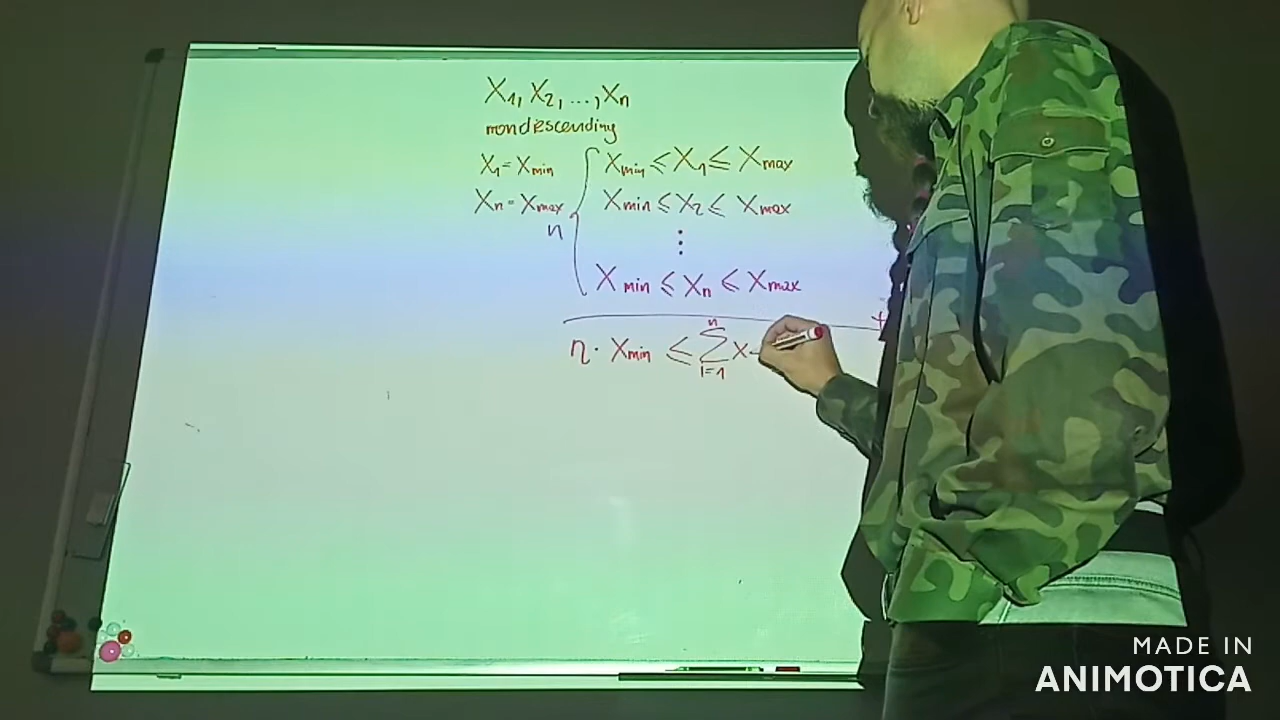 X₁, X₂, ..., Xn
nondescending
X₁ = Xmin
Xmin ≤ X₁ ≤ Xmax
Xn = Xmax
Xmin ≤ X₂ ≤ Xmax
n
⋮
Xmin ≤ Xn ≤ Xmax
+
n · Xmin ≤ ∑ i=1 n X
MADE IN
ANIMOTICA